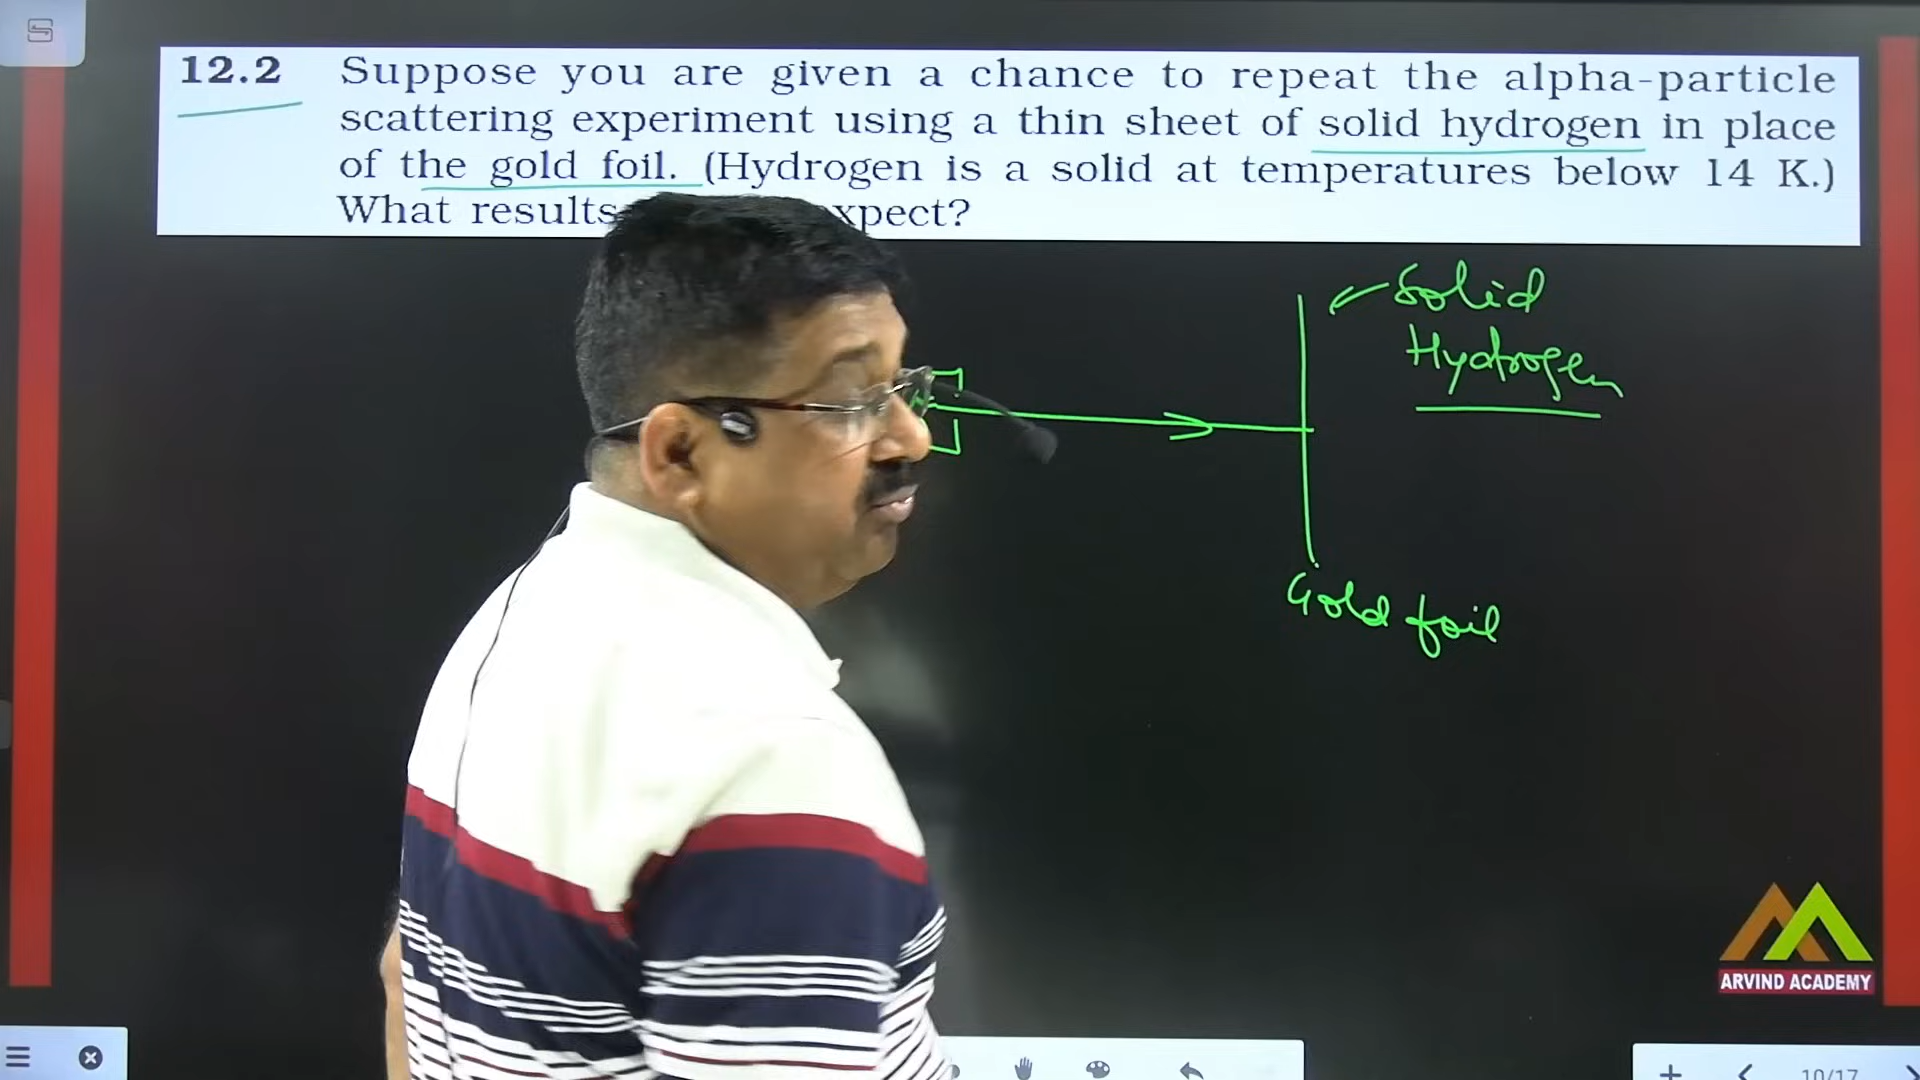 12.2 Suppose you are given a chance to repeat the alpha-particle
scattering experiment using a thin sheet of solid hydrogen in place
of the gold foil. (Hydrogen is a solid at temperatures below 14 K.)
What results xpect?
Solid
Hydrogen
Gold foil
ARVIND ACADEMY
10/17